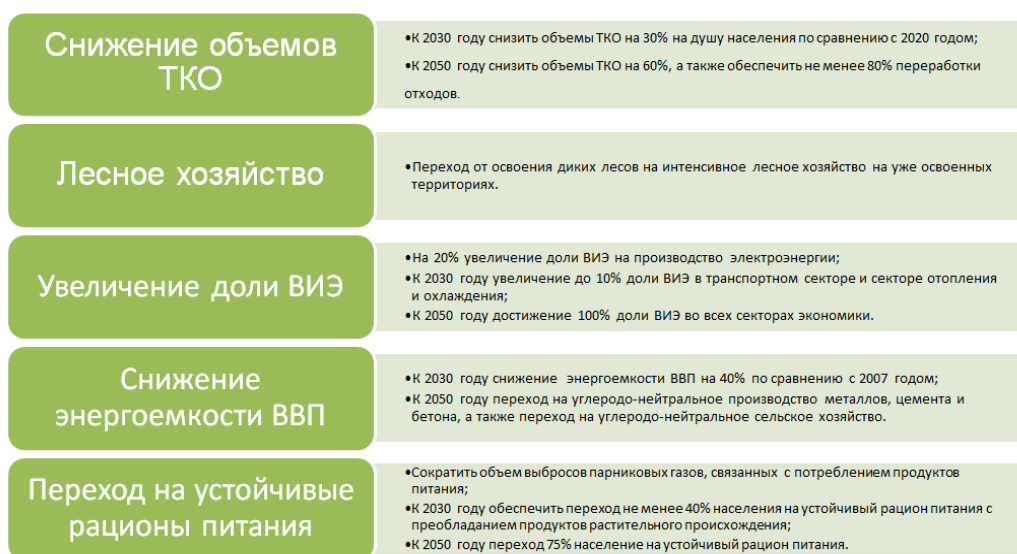 Снижение объемов
ТКО
•К 2030 году снизить объемы ТКО на 30% на душу населения по сравнению с 2020 годом;
•К 2050 году снизить объемы ТКО на 60%, а также обеспечить не менее 80% переработки
отходов.
Лесное хозяйство
•Переход от освоения диких лесов на интенсивное лесное хозяйство на уже освоенных
территориях.
Увеличение доли ВИЭ
•На 20% увеличение доли ВИЭ на производство электроэнергии;
•К 2030 году увеличение до 10% доли ВИЭ в транспортном секторе и секторе отопления
и охлаждения;
•К 2050 году достижение 100% доли ВИЭ во всех секторах экономики.
Снижение
энергоемкости ВВП
•К 2030 году снижение энергоемкости ВВП на 40% по сравнению с 2007 годом;
•К 2050 году переход на углеродо-нейтральное производство металлов, цемента и
бетона, а также переход на углеродо-нейтральное сельское хозяйство.
Переход на устойчивые
рационы питания
•Сократить объем выбросов парниковых газов, связанных с потреблением продуктов
питания;
•К 2030 году обеспечить переход не менее 40% населения на устойчивый рацион питания с
преобладанием продуктов растительного происхождения;
•К 2050 году переход 75% население на устойчивый рацион питания.